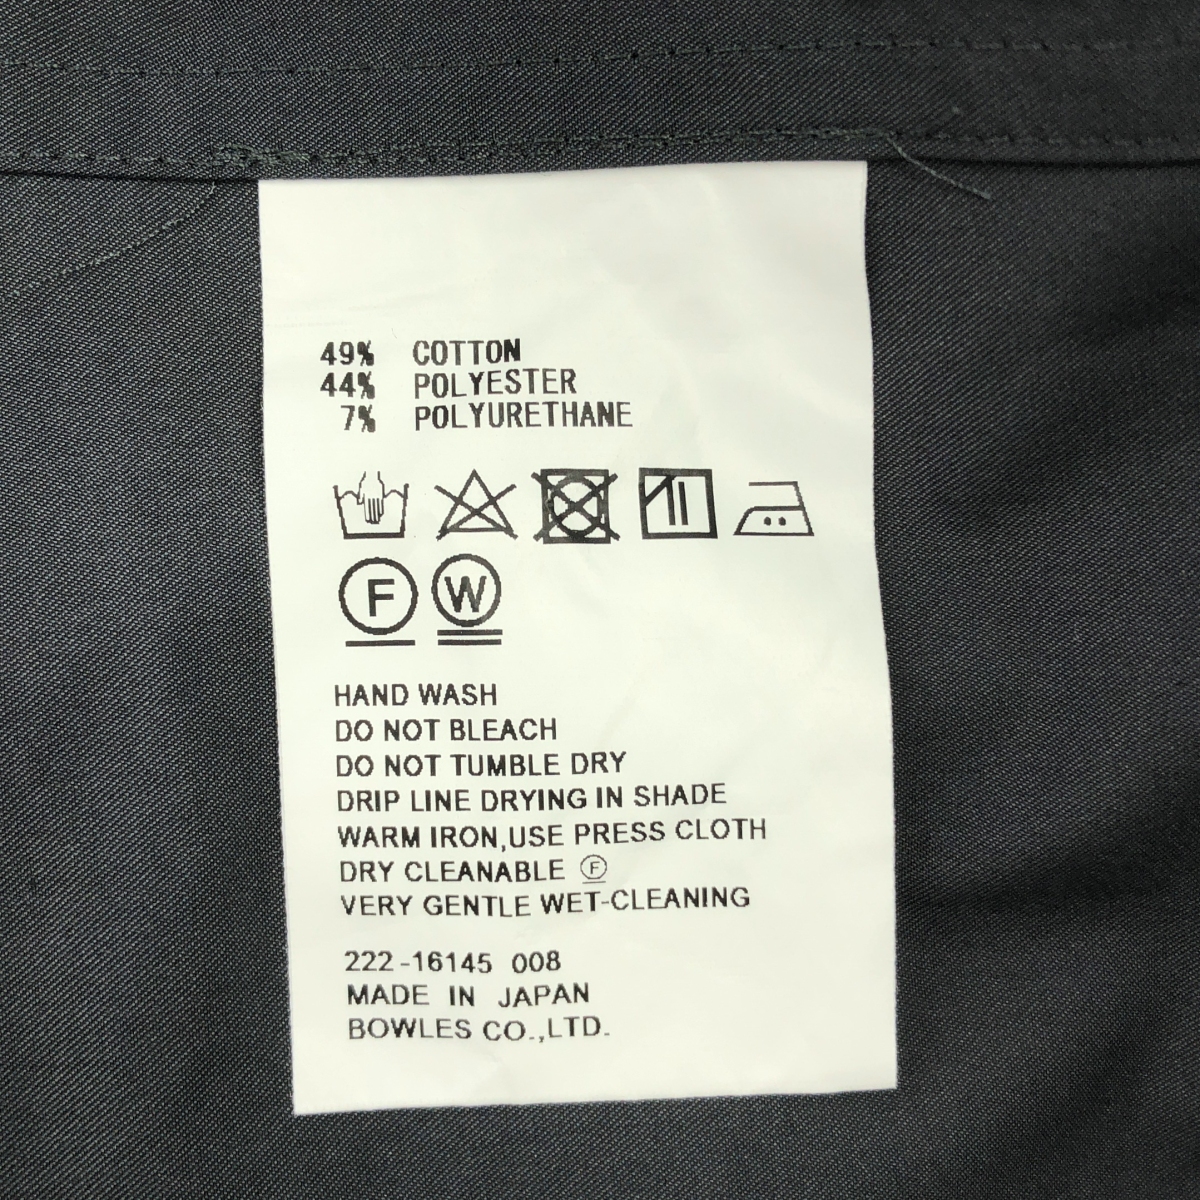 49% COTTON
44% POLYESTER
7% POLYURETHANE
F W
HAND WASH
DO NOT BLEACH
DO NOT TUMBLE DRY
DRIP LINE DRYING IN SHADE
WARM IRON,USE PRESS CLOTH
DRY CLEANABLE Ⓕ
VERY GENTLE WET-CLEANING
222-16145 008
MADE IN JAPAN
BOWLES CO.,LTD.